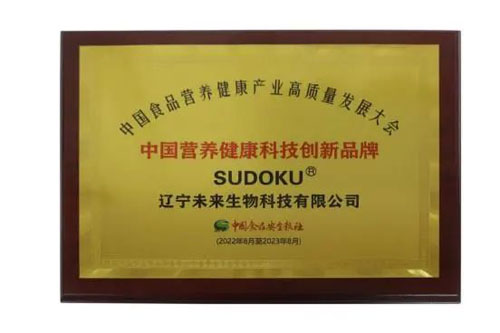 中国食品营养健康产业高质量发展大会
中国营养健康科技创新品牌
SUDOKU®
辽宁未来生物科技有限公司
中国食品安全报社
(2022年8月至2023年8月)